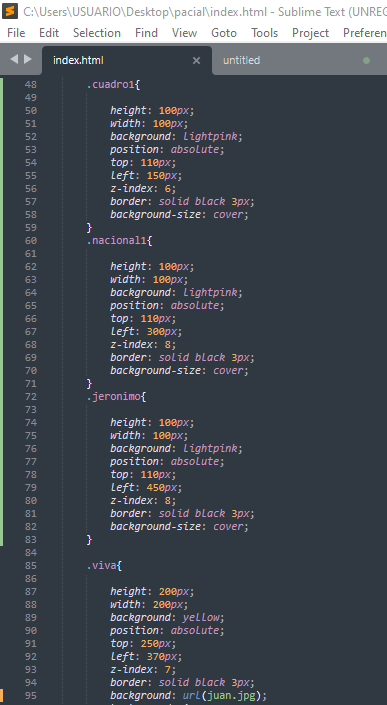 C:\Users\USUARIO\Desktop\pacial\index.html - Sublime Text (UNREG
File Edit Selection Find View Goto Tools Project Preferen
index.html × untitled
48 .cuadro1{
49
50 height: 100px;
51 width: 100px;
52 background: lightpink;
53 position: absolute;
54 top: 110px;
55 left: 150px;
56 z-index: 6;
57 border: solid black 3px;
58 background-size: cover;
59 }
60 .nacional1{
61
62 height: 100px;
63 width: 100px;
64 background: lightpink;
65 position: absolute;
66 top: 110px;
67 left: 300px;
68 z-index: 8;
69 border: solid black 3px;
70 background-size: cover;
71 }
72 .jeronimo{
73
74 height: 100px;
75 width: 100px;
76 background: lightpink;
77 position: absolute;
78 top: 110px;
79 left: 450px;
80 z-index: 8;
81 border: solid black 3px;
82 background-size: cover;
83 }
84
85 .viva{
86
87 height: 200px;
88 width: 200px;
89 background: yellow;
90 position: absolute;
91 top: 250px;
92 left: 370px;
93 z-index: 7;
94 border: solid black 3px;
95 background: url(juan.jpg);